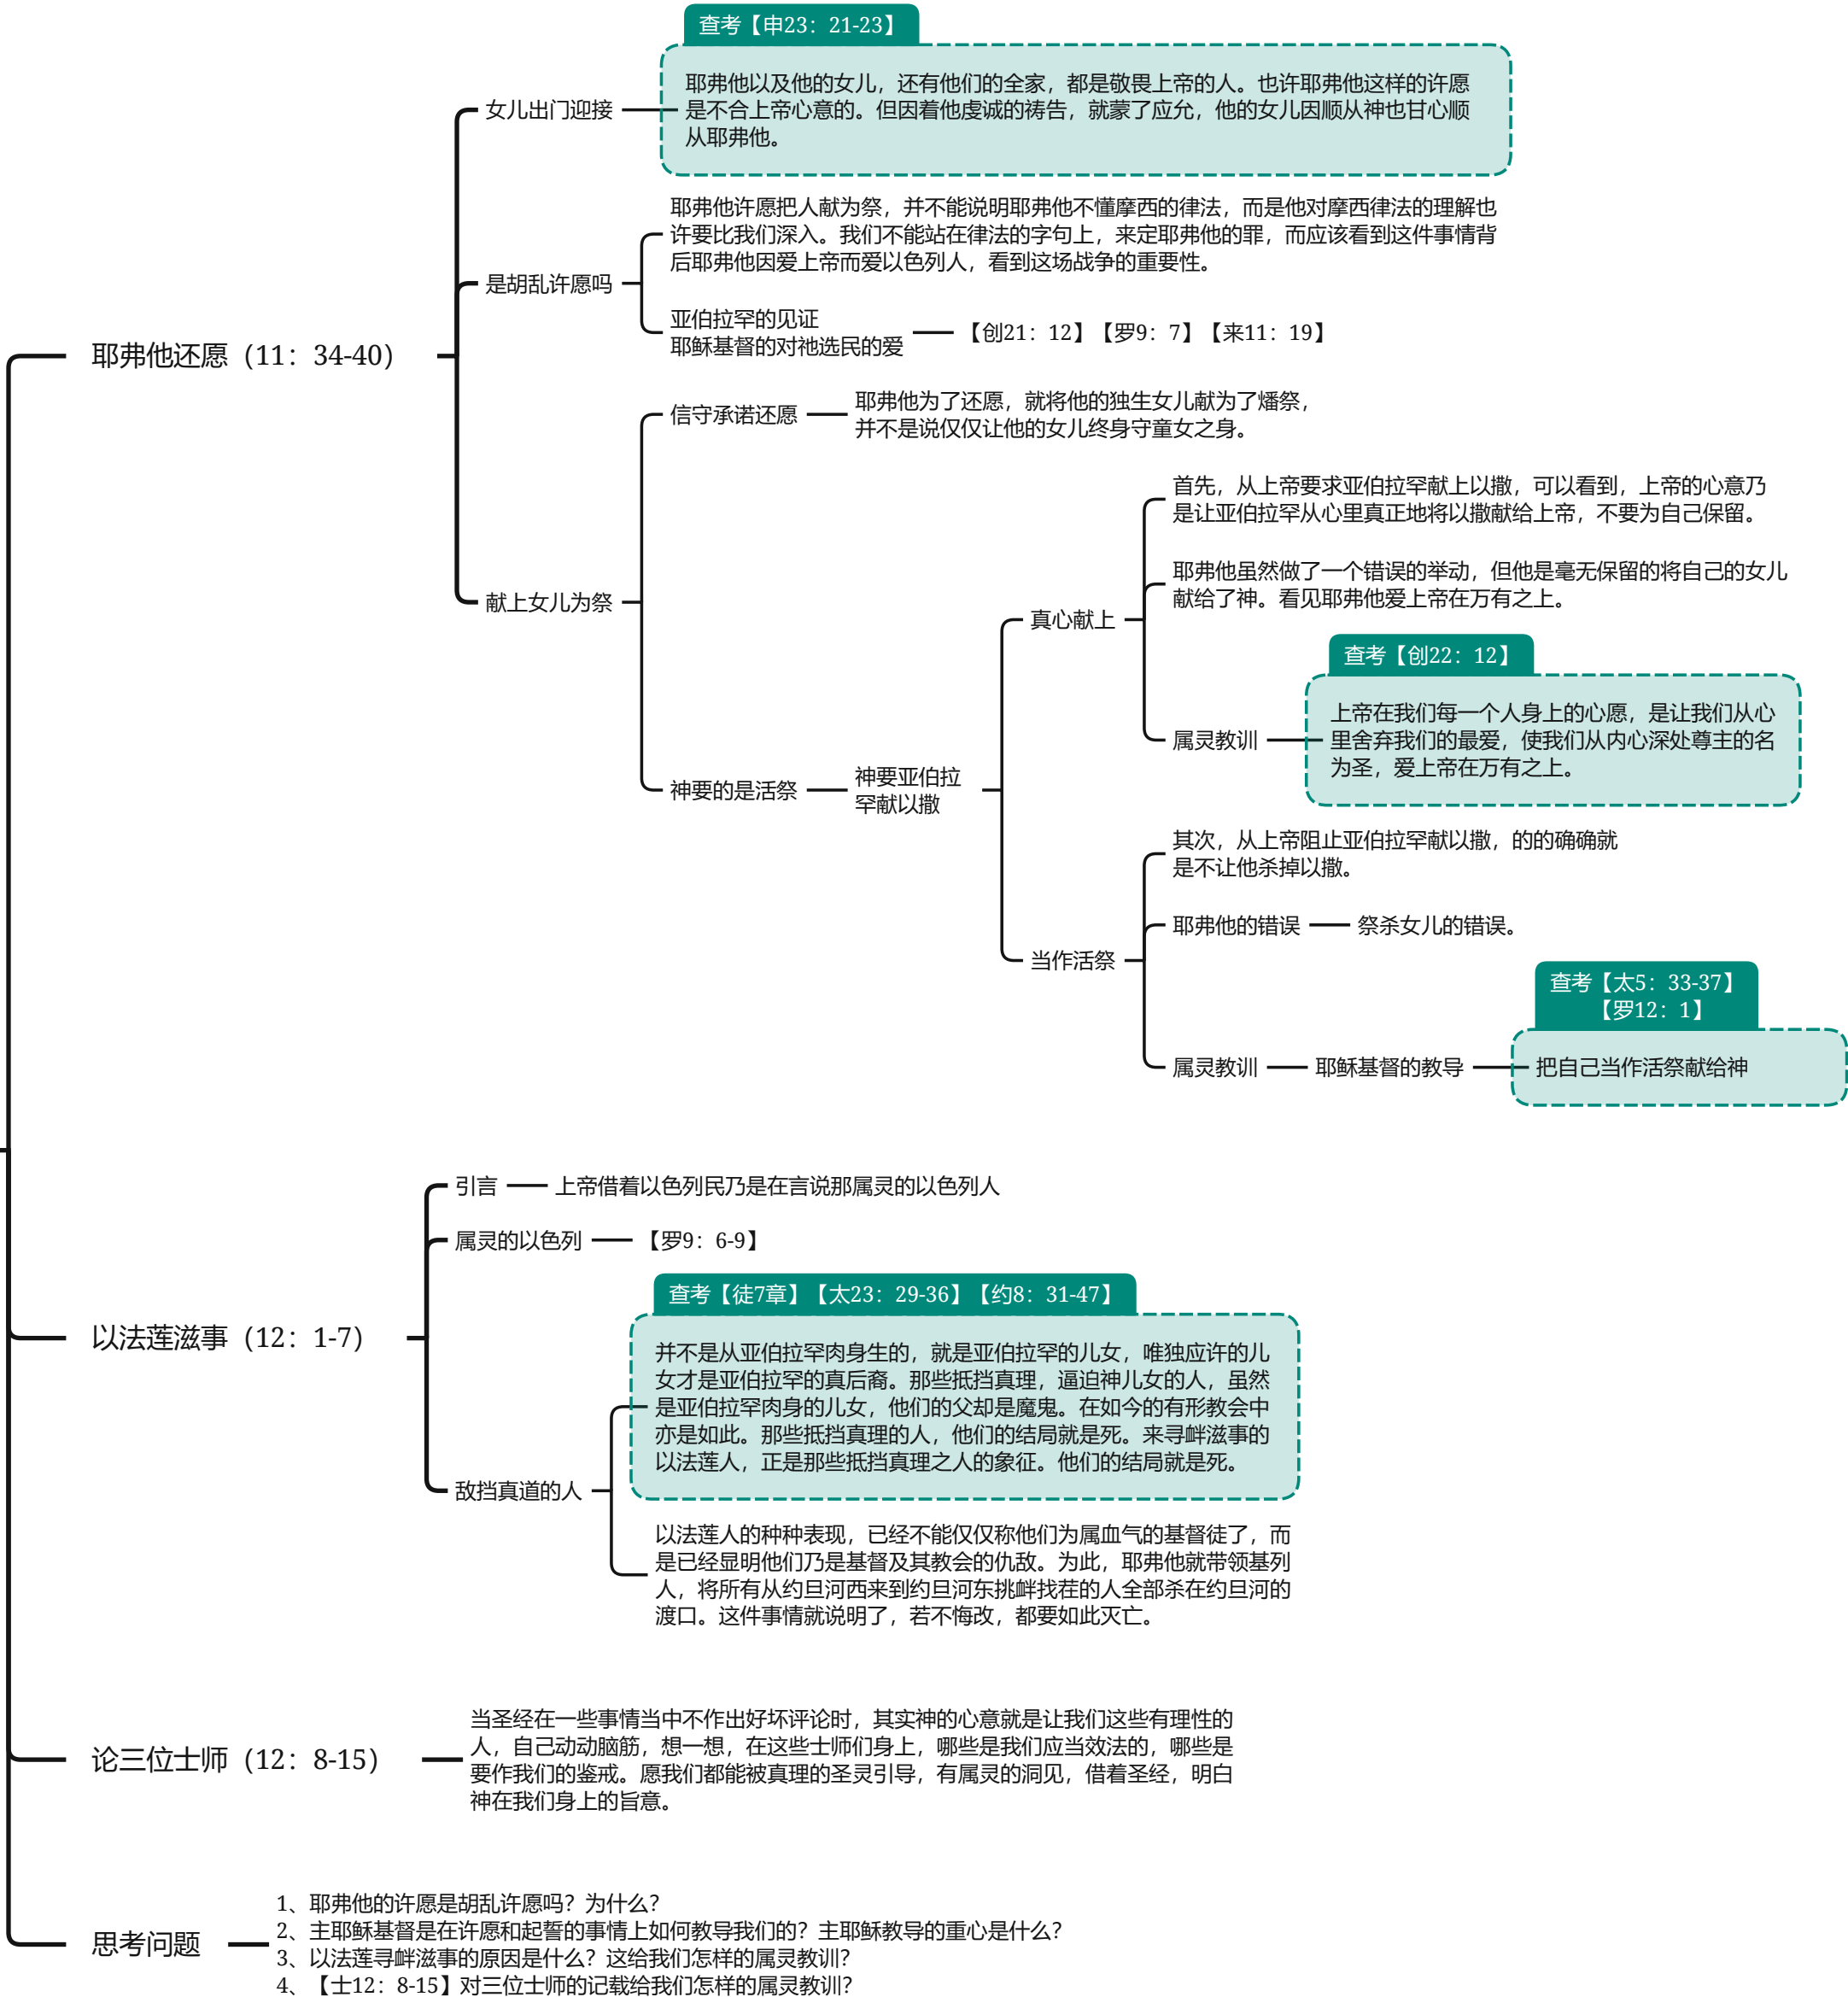 查考【申23：21-23】
耶弗他以及他的女儿，还有他们的全家，都是敬畏上帝的人。也许耶弗他这样的许愿
是不合上帝心意的。但因着他虔诚的祷告，就蒙了应允，他的女儿因顺从神也甘心顺
从耶弗他。
女儿出门迎接
耶弗他许愿把人献为祭，并不能说明耶弗他不懂摩西的律法，而是他对摩西律法的理解也
许要比我们深入。我们不能站在律法的字句上，来定耶弗他的罪，而应该看到这件事情背
后耶弗他因爱上帝而爱以色列人，看到这场战争的重要性。
是胡乱许愿吗
亚伯拉罕的见证
耶稣基督的对祂选民的爱
【创21：12】【罗9：7】【来11：19】
耶弗他还愿（11：34-40）
信守承诺还愿
耶弗他为了还愿，就将他的独生女儿献为了燔祭，
并不是说仅仅让他的女儿终身守童女之身。
献上女儿为祭
首先，从上帝要求亚伯拉罕献上以撒，可以看到，上帝的心意乃
是让亚伯拉罕从心里真正地将以撒献给上帝，不要为自己保留。
耶弗他虽然做了一个错误的举动，但他是毫无保留的将自己的女儿
献给了神。看见耶弗他爱上帝在万有之上。
真心献上
查考【创22：12】
属灵教训
上帝在我们每一个人身上的心愿，是让我们从心
里舍弃我们的最爱，使我们从内心深处尊主的名
为圣，爱上帝在万有之上。
神要的是活祭
神要亚伯拉
罕献以撒
其次，从上帝阻止亚伯拉罕献以撒，的的确确就
是不让他杀掉以撒。
耶弗他的错误
祭杀女儿的错误。
当作活祭
查考【太5：33-37】
【罗12：1】
属灵教训
耶稣基督的教导
把自己当作活祭献给神
引言
上帝借着以色列民乃是在言说那属灵的以色列人
属灵的以色列
【罗9：6-9】
查考【徒7章】【太23：29-36】【约8：31-47】
以法莲滋事（12：1-7）
并不是从亚伯拉罕肉身生的，就是亚伯拉罕的儿女，唯独应许的儿
女才是亚伯拉罕的真后裔。那些抵挡真理，逼迫神儿女的人，虽然
是亚伯拉罕肉身的儿女，他们的父却是魔鬼。在如今的有形教会中
亦是如此。那些抵挡真理的人，他们的结局就是死。来寻衅滋事的
以法莲人，正是那些抵挡真理之人的象征。他们的结局就是死。
敌挡真道的人
以法莲人的种种表现，已经不能仅仅称他们为属血气的基督徒了，而
是已经显明他们乃是基督及其教会的仇敌。为此，耶弗他就带领基列
人，将所有从约旦河西来到约旦河东挑衅找茬的人全部杀在约旦河的
渡口。这件事情就说明了，若不悔改，都要如此灭亡。
论三位士师（12：8-15）
当圣经在一些事情当中不作出好坏评论时，其实神的心意就是让我们这些有理性的
人，自己动动脑筋，想一想，在这些士师们身上，哪些是我们应当效法的，哪些是
要作我们的鉴戒。愿我们都能被真理的圣灵引导，有属灵的洞见，借着圣经，明白
神在我们身上的旨意。
思考问题
1、耶弗他的许愿是胡乱许愿吗？为什么？
2、主耶稣基督是在许愿和起誓的事情上如何教导我们的？主耶稣教导的重心是什么？
3、以法莲寻衅滋事的原因是什么？这给我们怎样的属灵教训？
4、【士12：8-15】对三位士师的记载给我们怎样的属灵教训？